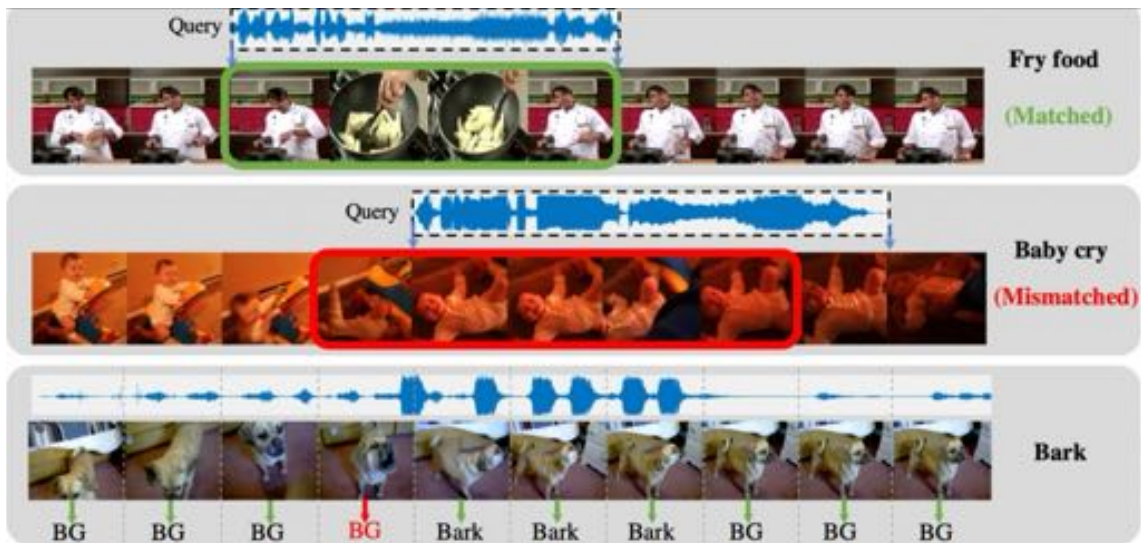 Query
Fry food
(Matched)
Query
Baby cry
(Mismatched)
Bark
BG BG BG BG Bark Bark Bark BG BG BG